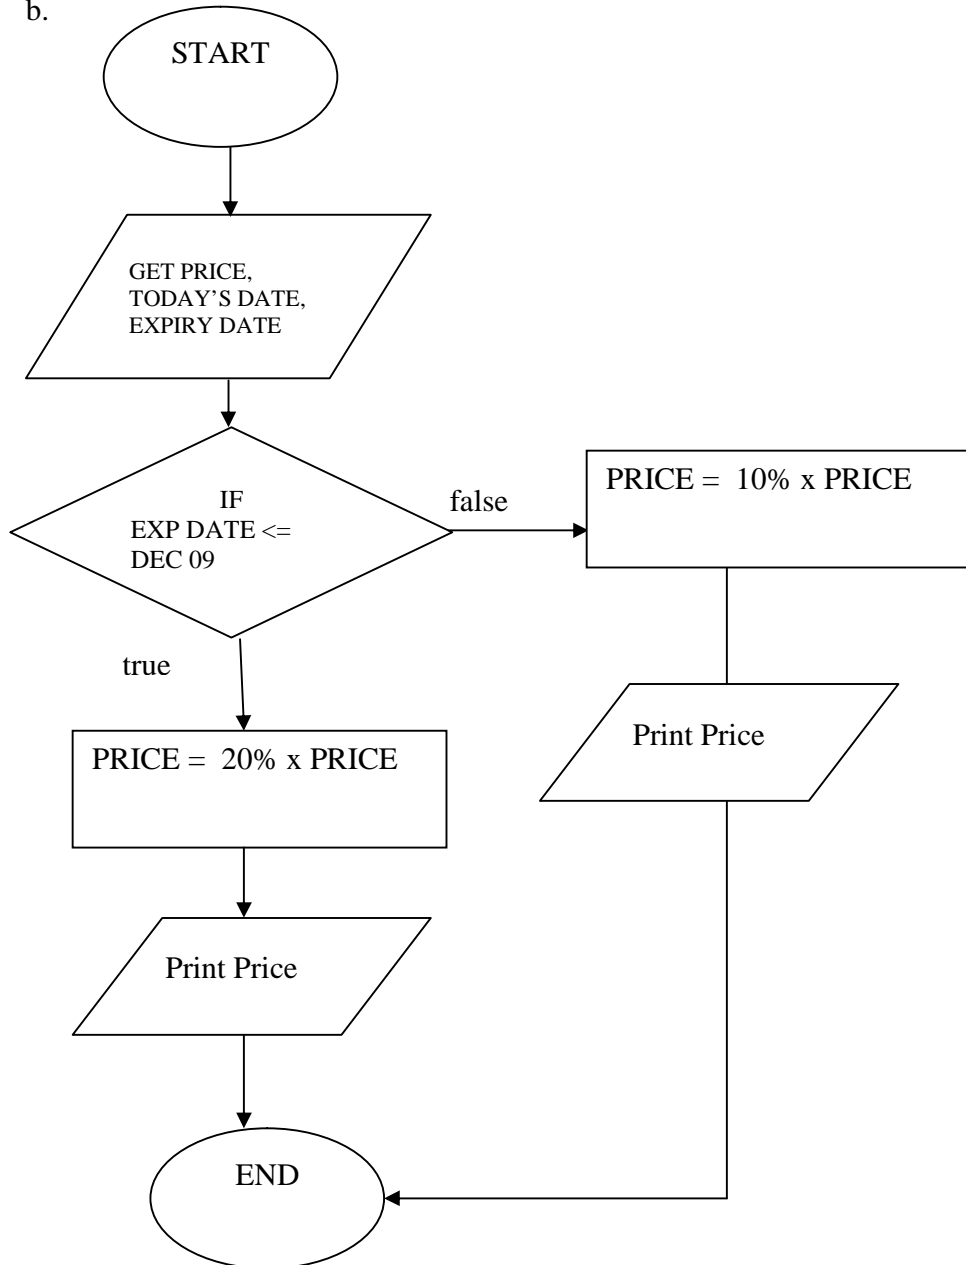 b.
START
GET PRICE,
TODAY’S DATE,
EXPIRY DATE
IF
EXP DATE <=
DEC 09
false
PRICE =  10% x PRICE
true
Print Price
PRICE =  20% x PRICE
Print Price
END